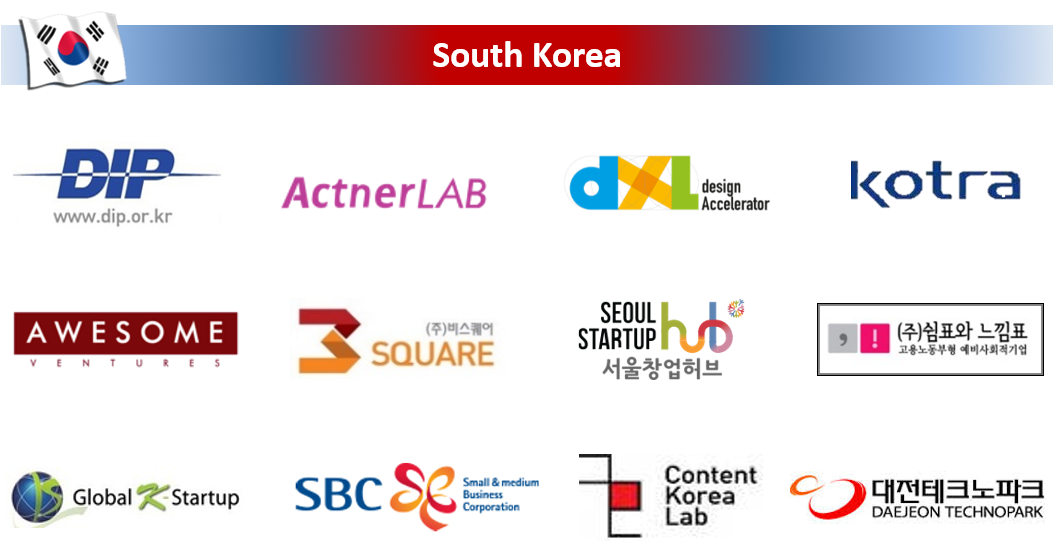 South Korea
DIP
www.dip.or.kr
ActnerLAB
dXL
design
Accelerator
kotra
AWESOME
VENTURES
(주)비스퀘어
SQUARE
SEOUL
STARTUP hub
서울창업허브
, !
(주)쉼표와 느낌표
고용노동부형 예비사회적기업
Global K-Startup
SBC
Small & medium
Business
Corporation
Content
Korea
Lab
대전테크노파크
DAEJEON TECHNOPARK